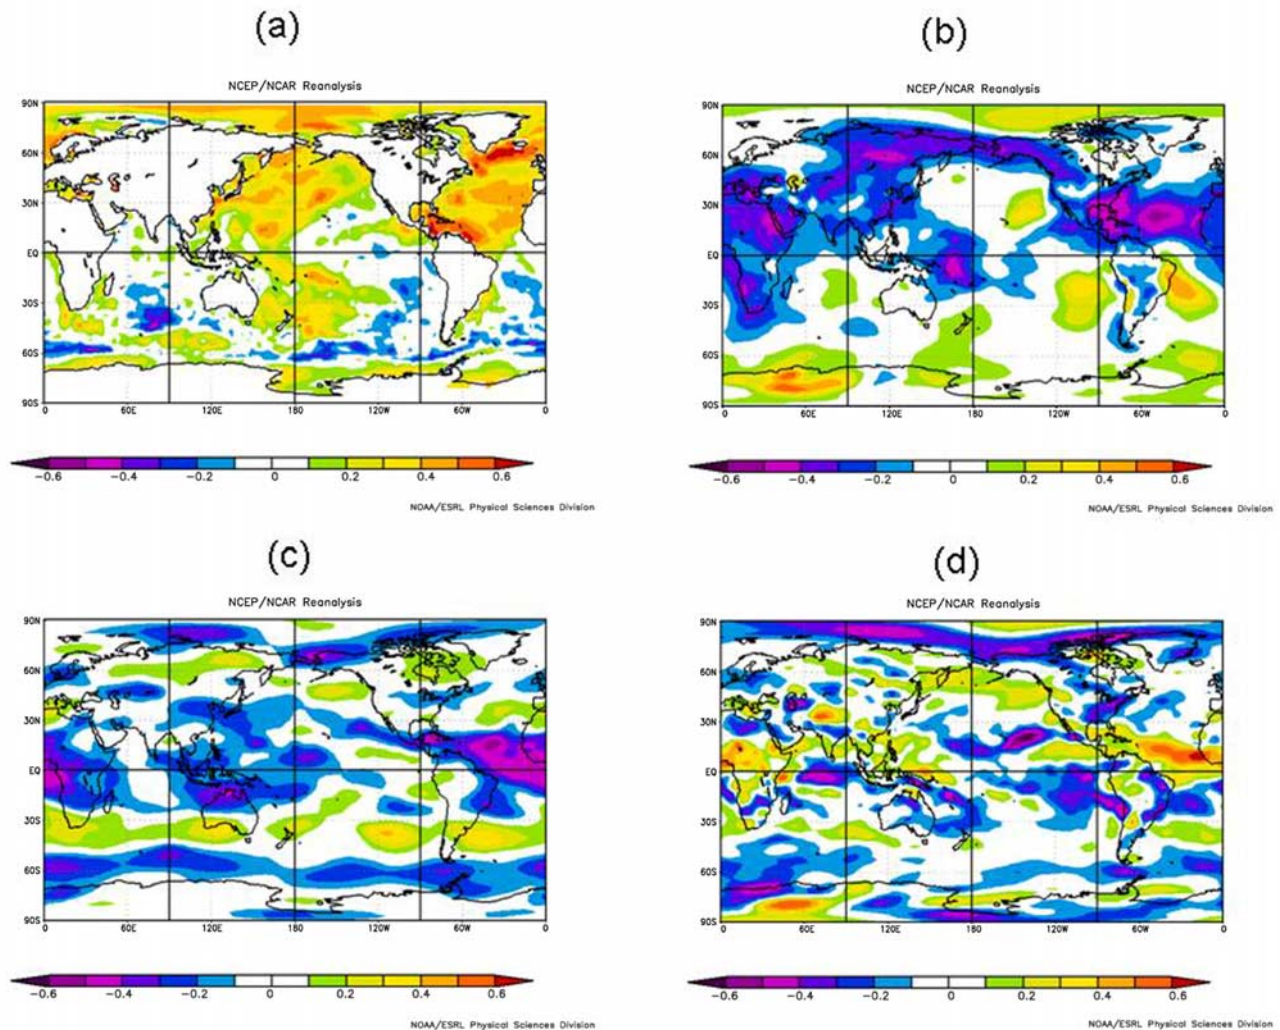 (a)
NCEP/NCAR Reanalysis
90N
60N
30N
EQ
30S
60S
90S
0 60E 120E 180 120W 60W 0
-0.6 -0.4 -0.2 0 0.2 0.4 0.6
NOAA/ESRL Physical Sciences Division
(b)
NCEP/NCAR Reanalysis
90N
60N
30N
EQ
30S
60S
90S
0 60E 120E 180 120W 60W 0
-0.6 -0.4 -0.2 0 0.2 0.4 0.6
NOAA/ESRL Physical Sciences Division
(c)
NCEP/NCAR Reanalysis
90N
60N
30N
EQ
30S
60S
90S
0 60E 120E 180 120W 60W 0
-0.6 -0.4 -0.2 0 0.2 0.4 0.6
NOAA/ESRL Physical Sciences Division
(d)
NCEP/NCAR Reanalysis
90N
60N
30N
EQ
30S
60S
90S
0 60E 120E 180 120W 60W 0
-0.6 -0.4 -0.2 0 0.2 0.4 0.6
NOAA/ESRL Physical Sciences Division